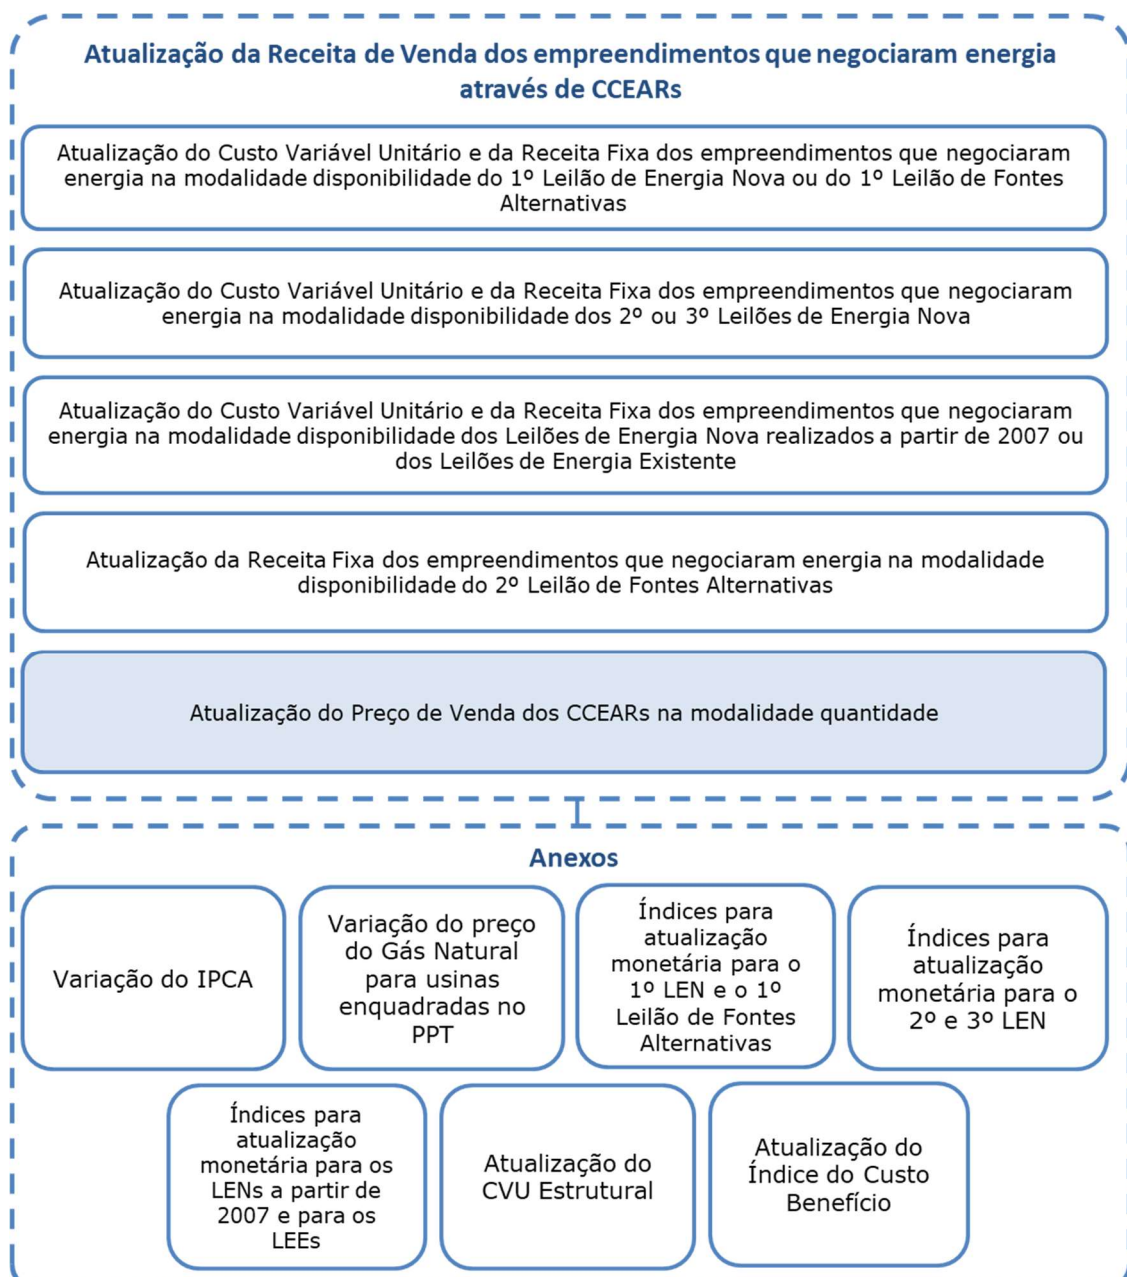 Atualização da Receita de Venda dos empreendimentos que negociaram energia
através de CCEARs
Atualização do Custo Variável Unitário e da Receita Fixa dos empreendimentos que negociaram
energia na modalidade disponibilidade do 1º Leilão de Energia Nova ou do 1º Leilão de Fontes
Alternativas
Atualização do Custo Variável Unitário e da Receita Fixa dos empreendimentos que negociaram
energia na modalidade disponibilidade dos 2º ou 3º Leilões de Energia Nova
Atualização do Custo Variável Unitário e da Receita Fixa dos empreendimentos que negociaram
energia na modalidade disponibilidade dos Leilões de Energia Nova realizados a partir de 2007 ou
dos Leilões de Energia Existente
Atualização da Receita Fixa dos empreendimentos que negociaram energia na modalidade
disponibilidade do 2º Leilão de Fontes Alternativas
Atualização do Preço de Venda dos CCEARs na modalidade quantidade
Anexos
Variação do IPCA
Variação do preço
do Gás Natural
para usinas
enquadradas no
PPT
Índices para
atualização
monetária para o
1º LEN e o 1º
Leilão de Fontes
Alternativas
Índices para
atualização
monetária para o
2º e 3º LEN
Índices para
atualização
monetária para os
LENs a partir de
2007 e para os
LEEs
Atualização do
CVU Estrutural
Atualização do
Índice do Custo
Benefício